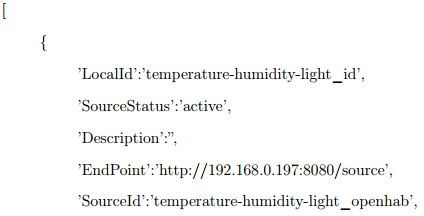 [
{
'LocalId':'temperature-humidity-light_id',
'SourceStatus':'active',
'Description':'',
'EndPoint':'http://192.168.0.197:8080/source',
'SourceId':'temperature-humidity-light_openhab',